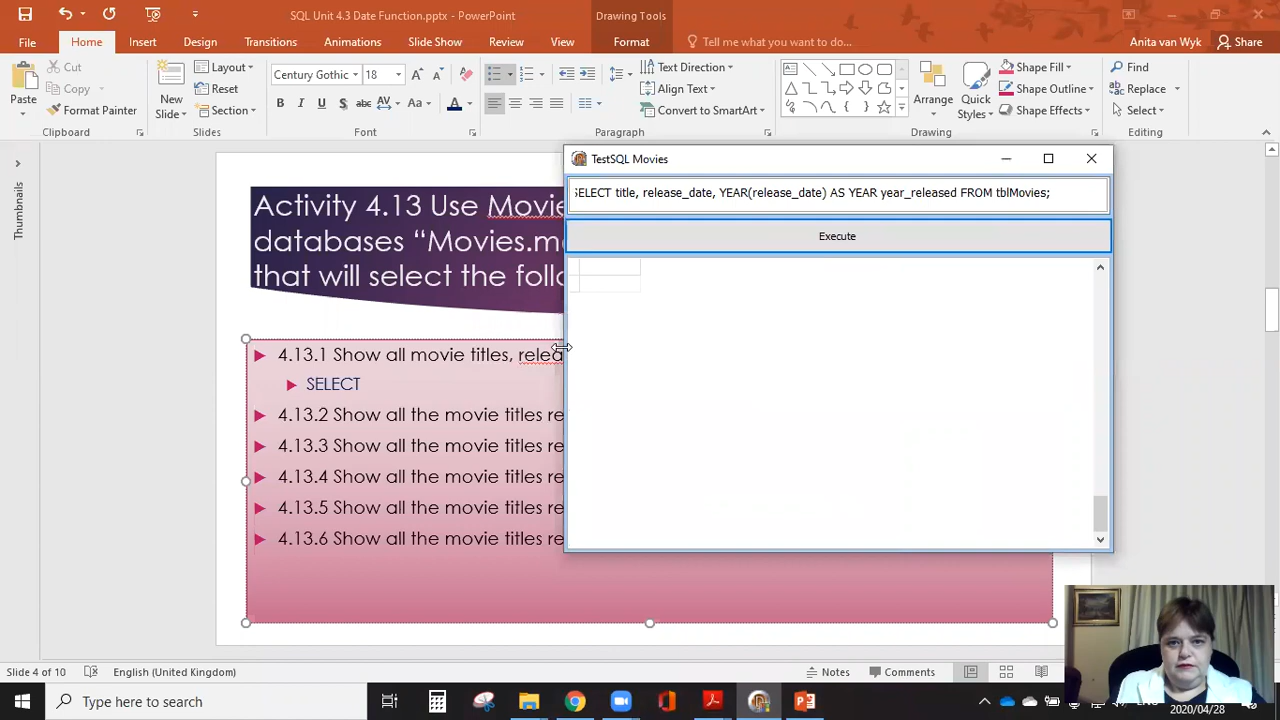 SQL Unit 4.3 Date Function.pptx - PowerPoint
Drawing Tools
File
Home
Insert
Design
Transitions
Animations
Slide Show
Review
View
Format
Tell me what you want to do...
Anita van Wyk
Share
Paste
Cut
Copy
Format Painter
Clipboard
New Slide
Layout
Reset
Section
Slides
Century Gothic
18
B I U S abc AV Aa A
Font
Text Direction
Align Text
Convert to SmartArt
Paragraph
Arrange
Quick Styles
Shape Fill
Shape Outline
Shape Effects
Drawing
Find
Replace
Select
Editing
Thumbnails
Activity 4.13 Use Movie
databases “Movies.m
that will select the follo
4.13.1 Show all movie titles, relea
SELECT
4.13.2 Show all the movie titles re
4.13.3 Show all the movie titles re
4.13.4 Show all the movie titles re
4.13.5 Show all the movie titles re
4.13.6 Show all the movie titles re
TestSQL Movies
SELECT title, release_date, YEAR(release_date) AS YEAR year_released FROM tblMovies;
Execute
Slide 4 of 10
English (United Kingdom)
Notes
Comments
Type here to search
ENG
2020/04/28